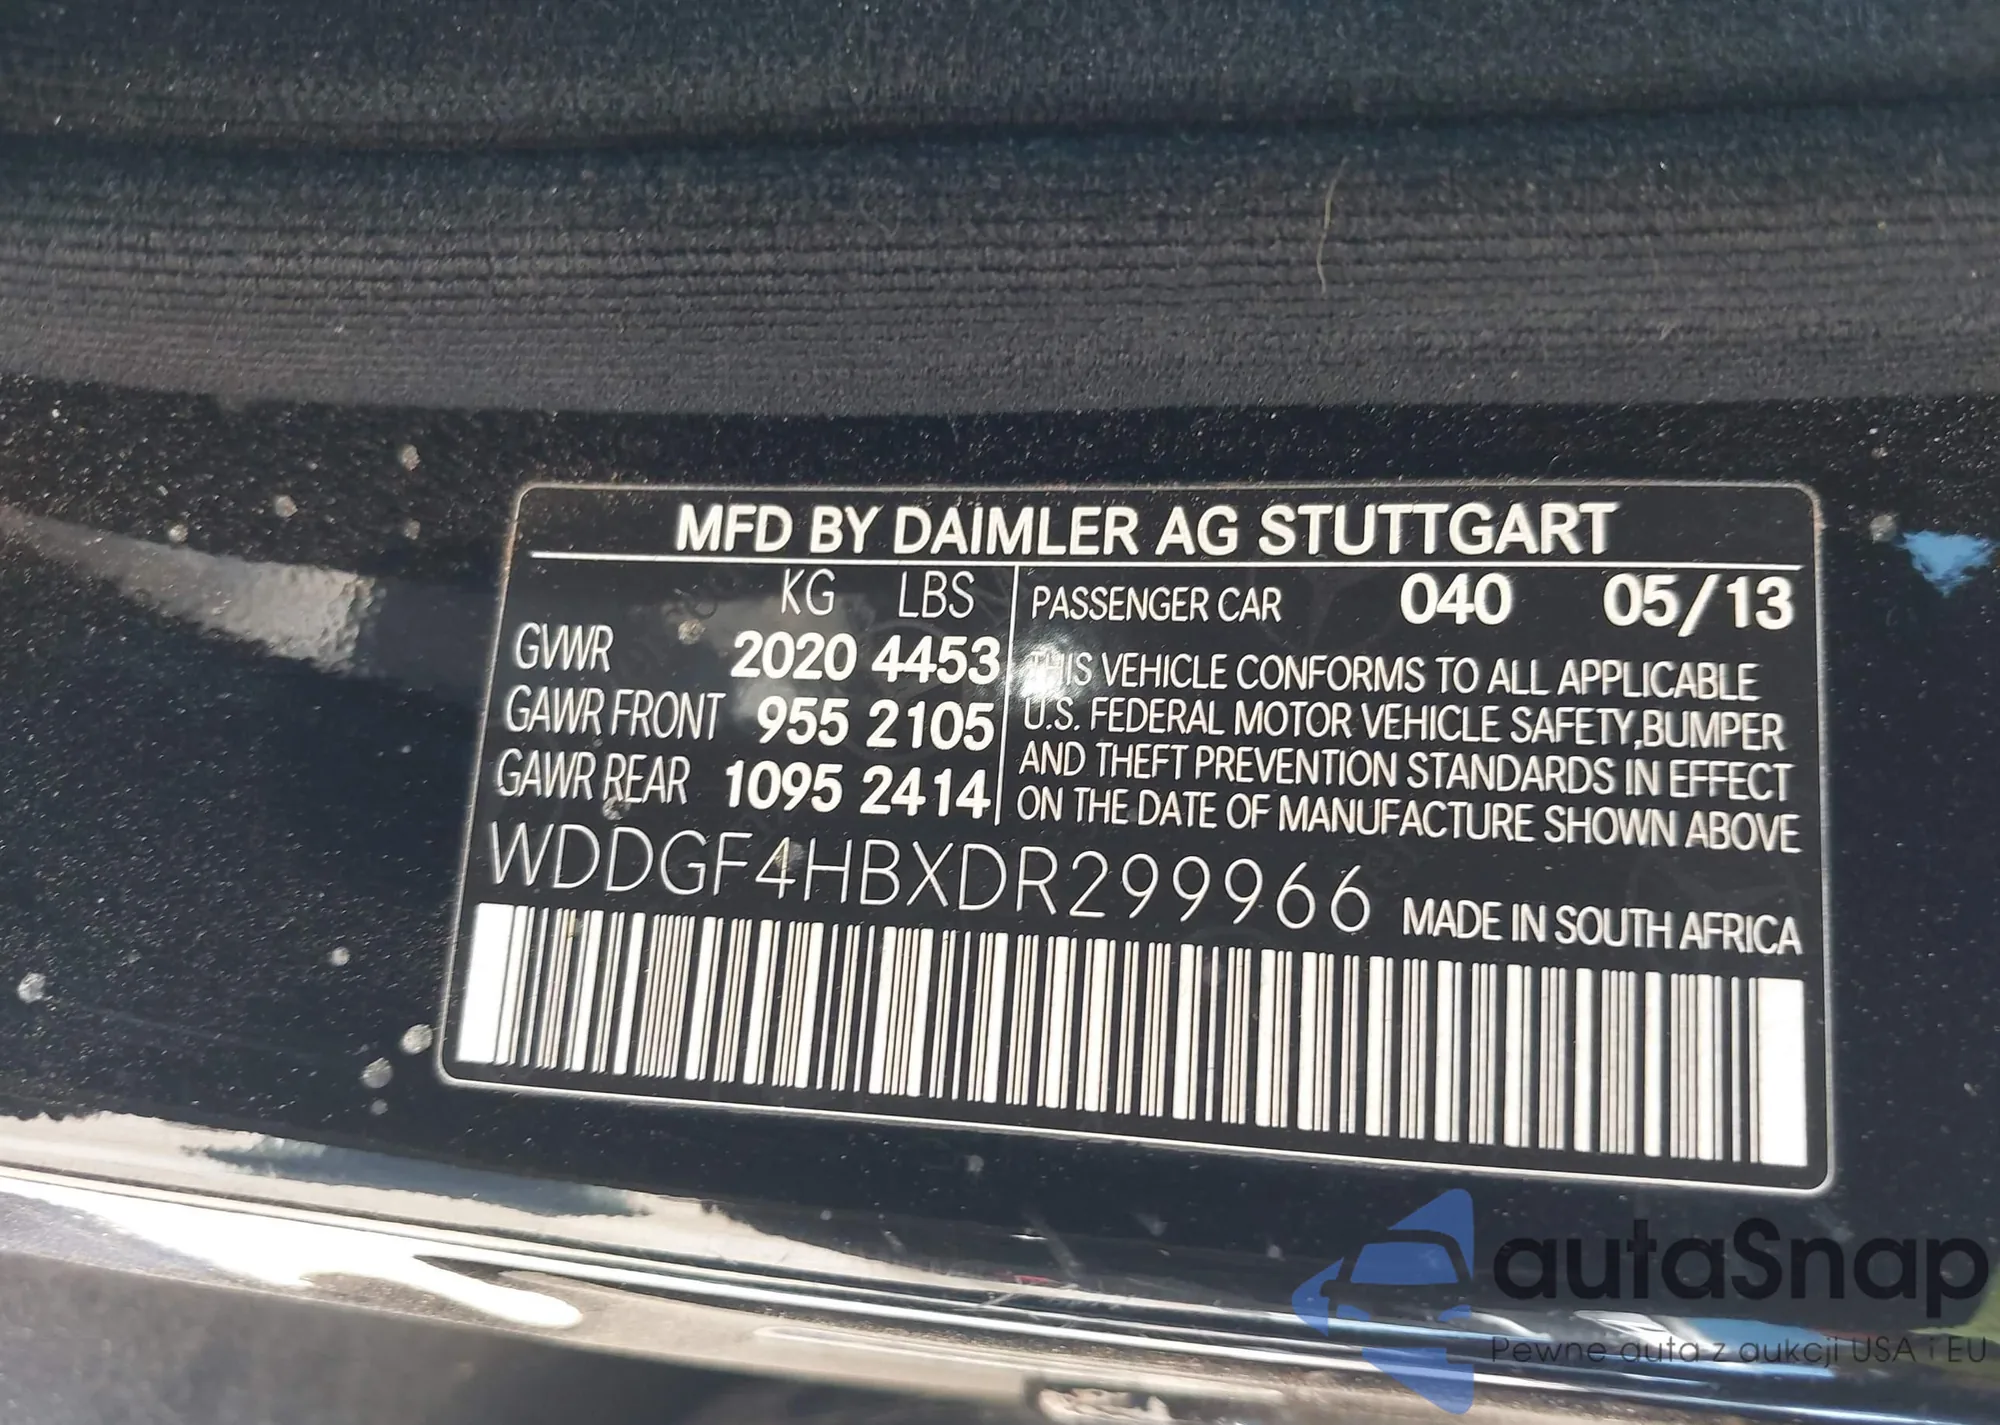 MFD BY DAIMLER AG STUTTGART
KG LBS
GVWR 2020 4453
GAWR FRONT 955 2105
GAWR REAR 1095 2414
PASSENGER CAR 040 05/13
THIS VEHICLE CONFORMS TO ALL APPLICABLE
U.S. FEDERAL MOTOR VEHICLE SAFETY,BUMPER
AND THEFT PREVENTION STANDARDS IN EFFECT
ON THE DATE OF MANUFACTURE SHOWN ABOVE
WDDGF4HBXDR299966 MADE IN SOUTH AFRICA
autaSnap
Pewne auta z aukcji USA i EU